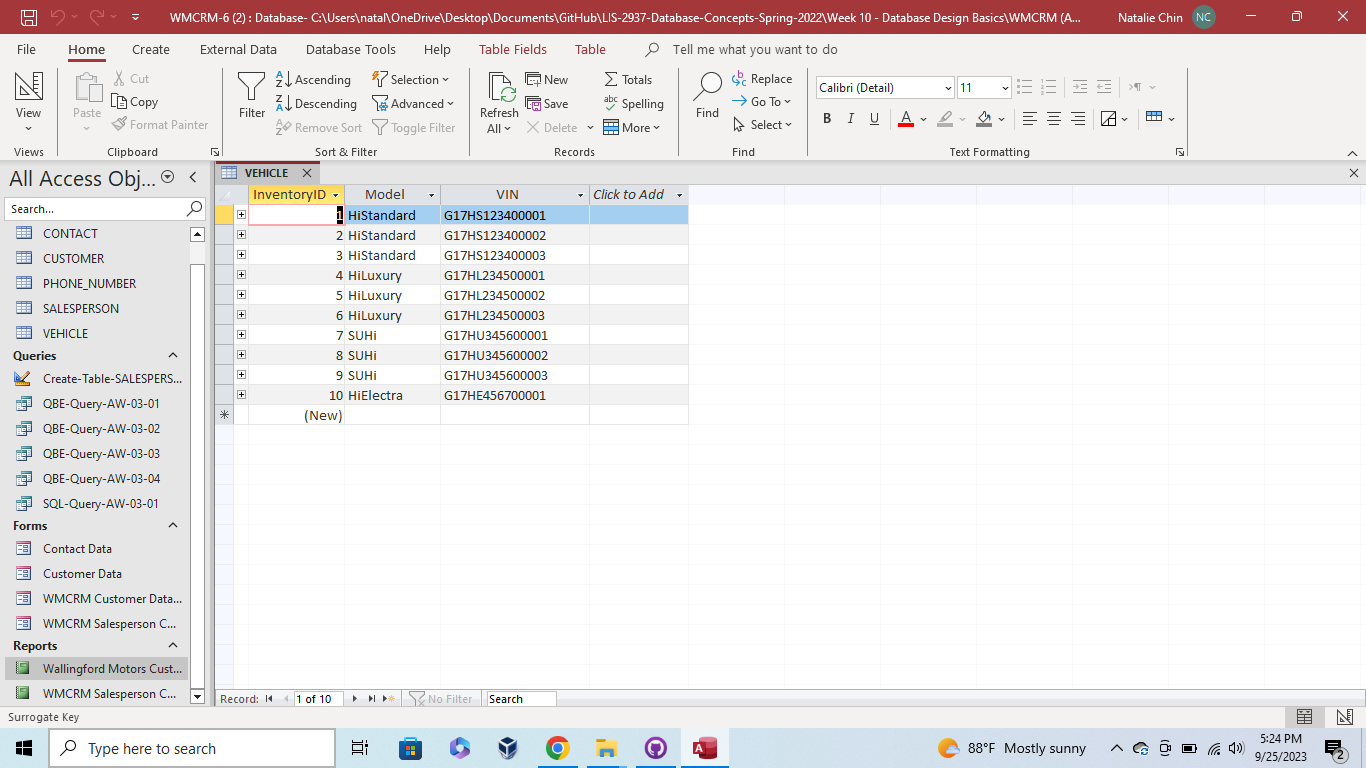 WMCRM-6 (2) : Database- C:\Users\natal\OneDrive\Desktop\Documents\GitHub\LIS-2937-Database-Concepts-Spring-2022\Week 10 - Database Design Basics\WMCRM (A... Natalie Chin NC
File Home Create External Data Database Tools Help Table Fields Table Tell me what you want to do
View
Views
Paste
Cut
Copy
Format Painter
Clipboard
Filter
Ascending
Descending
Remove Sort
Selection
Advanced
Toggle Filter
Sort & Filter
Refresh
All
New
Save
Delete
Totals
Spelling
More
Records
Find
Replace
Go To
Select
Find
Calibri (Detail) 11
B I U A
Text Formatting
All Access Obj...
Search...
CONTACT
CUSTOMER
PHONE_NUMBER
SALESPERSON
VEHICLE
Queries
Create-Table-SALESPERS...
QBE-Query-AW-03-01
QBE-Query-AW-03-02
QBE-Query-AW-03-03
QBE-Query-AW-03-04
SQL-Query-AW-03-01
Forms
Contact Data
Customer Data
WMCRM Customer Data...
WMCRM Salesperson C...
Reports
Wallingford Motors Cust...
WMCRM Salesperson C...
VEHICLE
InventoryID Model VIN Click to Add
1 HiStandard G17HS123400001
2 HiStandard G17HS123400002
3 HiStandard G17HS123400003
4 HiLuxury G17HL234500001
5 HiLuxury G17HL234500002
6 HiLuxury G17HL234500003
7 SUHi G17HU345600001
8 SUHi G17HU345600002
9 SUHi G17HU345600003
10 HiElectra G17HE456700001
(New)
Record: 1 of 10 No Filter Search
Surrogate Key
Type here to search
88°F Mostly sunny
5:24 PM
9/25/2023
2